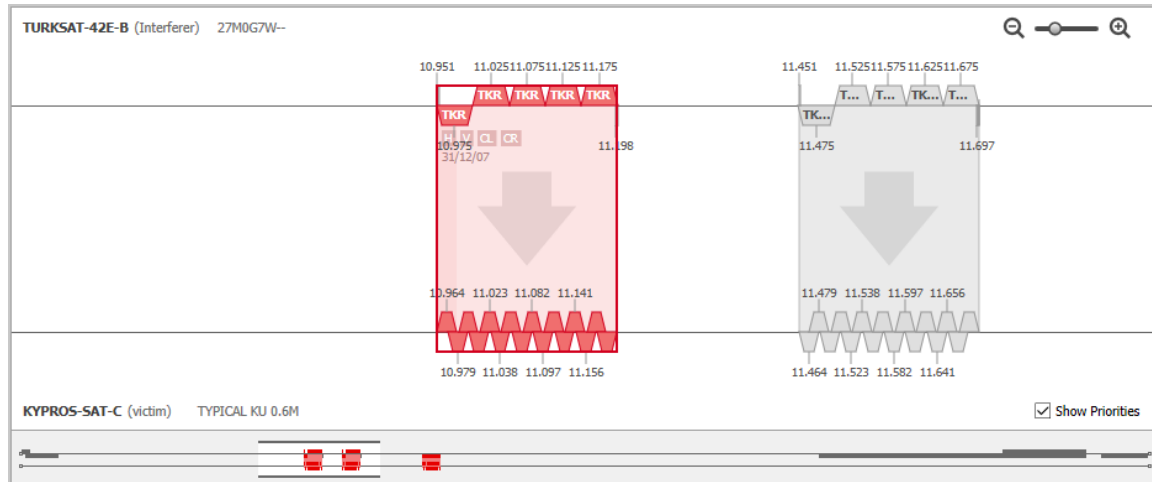 TURKSAT-42E-B (Interferer) 27M0G7W--
10.951 11.025 11.075 11.125 11.175 11.451 11.525 11.575 11.625 11.675
TKR TKR TKR TKR T... T... TK... T...
TKR TK...
H V CL CR
10.975 11.198 11.475 11.697
31/12/07
10.964 11.023 11.082 11.141 11.479 11.538 11.597 11.656
10.979 11.038 11.097 11.156 11.464 11.523 11.582 11.641
KYPROS-SAT-C (victim) TYPICAL KU 0.6M Show Priorities